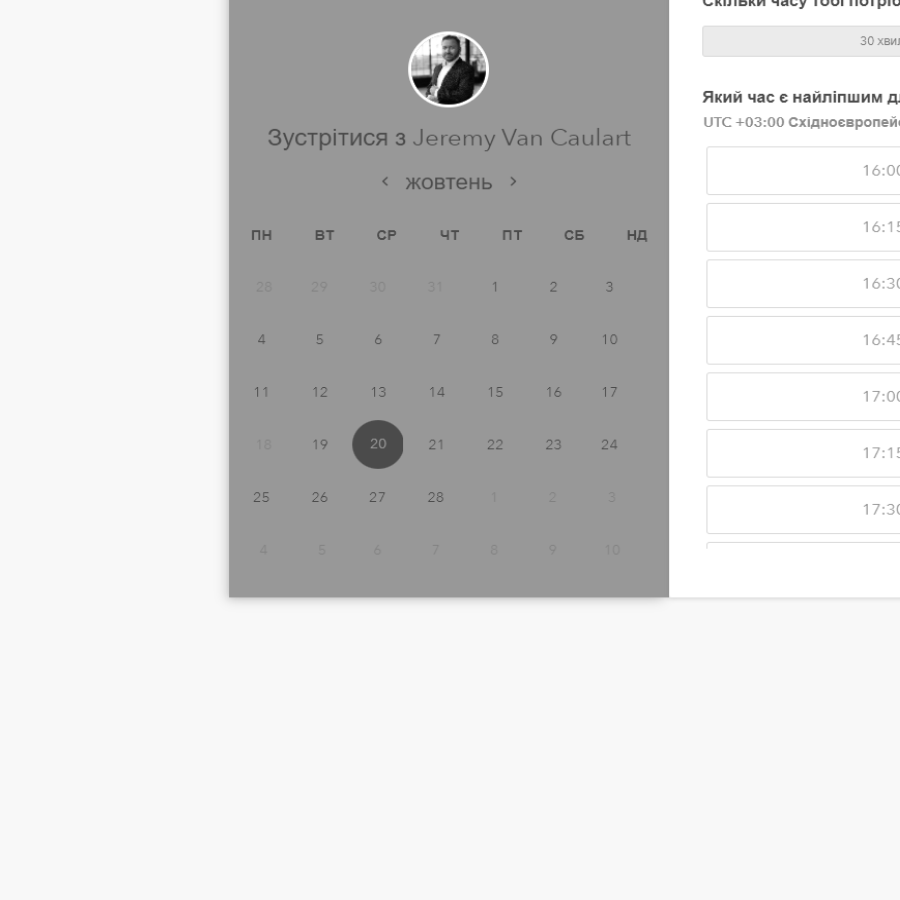 Зустрітися з Jeremy Van Caulart
‹ жовтень ›
ПН ВТ СР ЧТ ПТ СБ НД
28 29 30 31 1 2 3
4 5 6 7 8 9 10
11 12 13 14 15 16 17
18 19 20 21 22 23 24
25 26 27 28 1 2 3
4 5 6 7 8 9 10
Скільки часу тобі
30
Який час є найліпшим
UTC +03:00
16:00
16:15
16:30
16:45
17:00
17:15
17:30